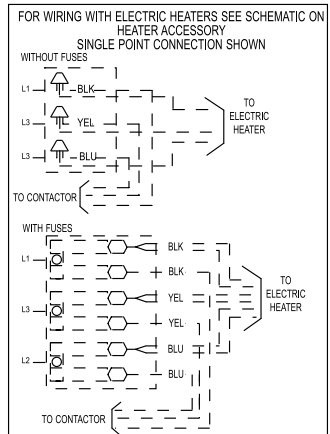 FOR WIRING WITH ELECTRIC HEATERS SEE SCHEMATIC ON
HEATER ACCESSORY
SINGLE POINT CONNECTION SHOWN
WITHOUT FUSES
L1
BLK
L3
YEL
L3
BLU
TO
ELECTRIC
HEATER
TO CONTACTOR
WITH FUSES
BLK
L1
BLK
YEL
L3
YEL
BLU
L2
BLU
TO
ELECTRIC
HEATER
TO CONTACTOR